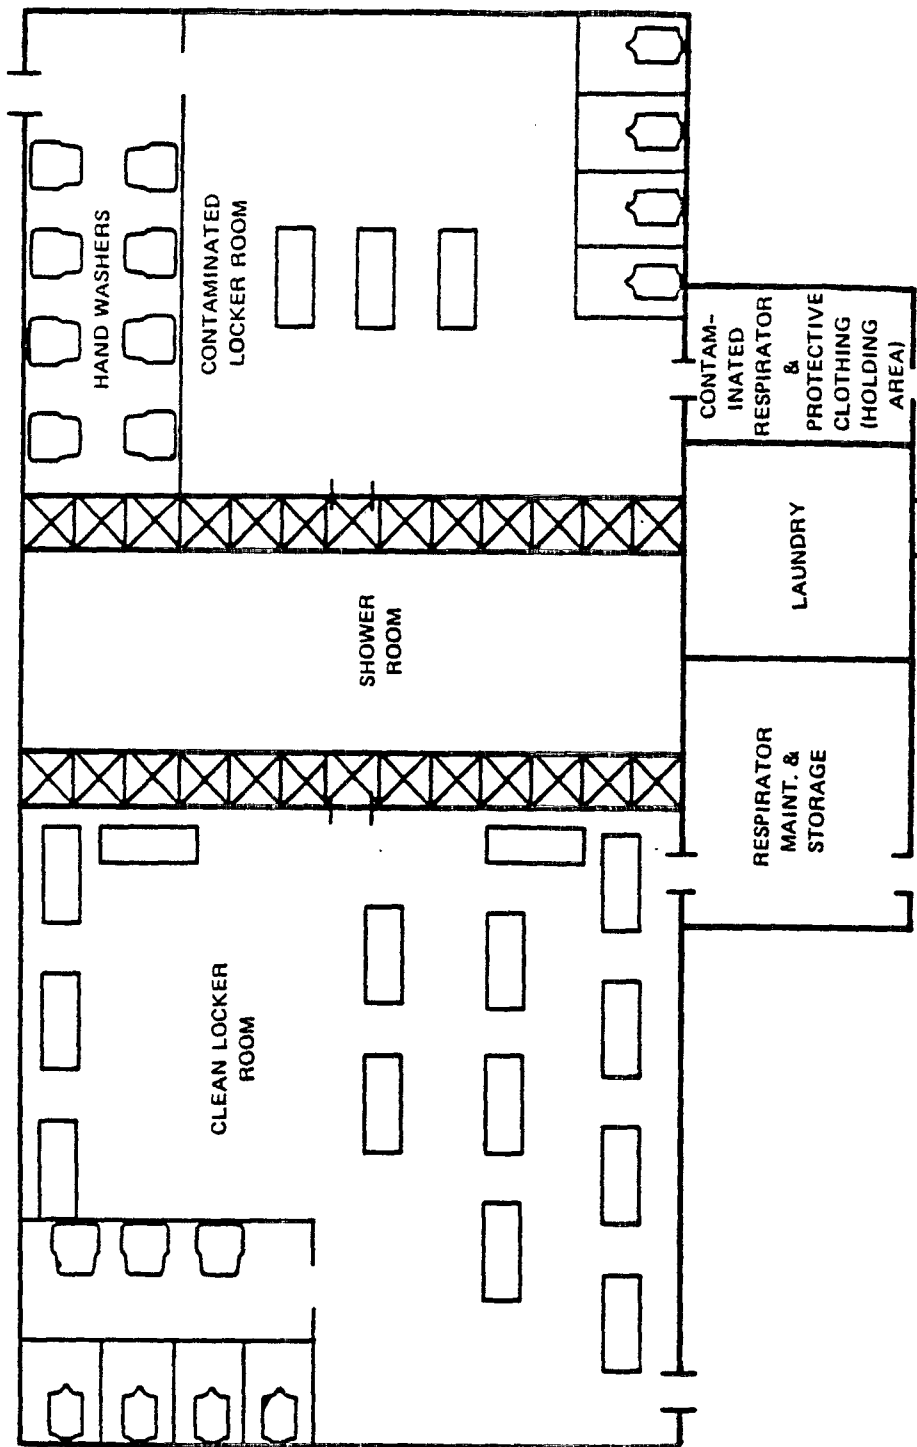 HAND WASHERS
CONTAMINATED
LOCKER ROOM
CONTAM-
INATED
RESPIRATOR
&
PROTECTIVE
CLOTHING
(HOLDING
AREA)
SHOWER
ROOM
LAUNDRY
CLEAN LOCKER
ROOM
RESPIRATOR
MAINT. &
STORAGE